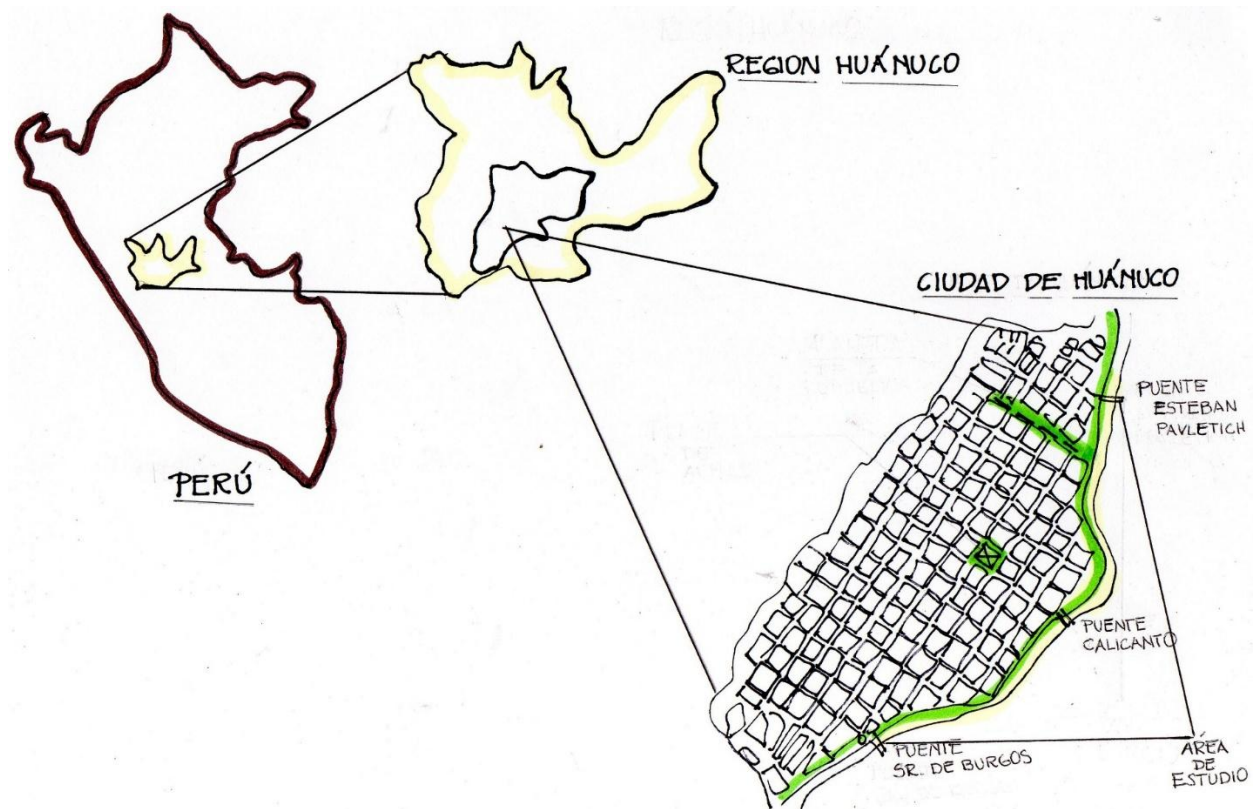 REGION HUÁNUCO
PERÚ
CIUDAD DE HUÁNUCO
PUENTE
ESTEBAN
PAVLETICH
PUENTE
CALICANTO
PUENTE
SR. DE BURGOS
ÁREA
DE
ESTUDIO